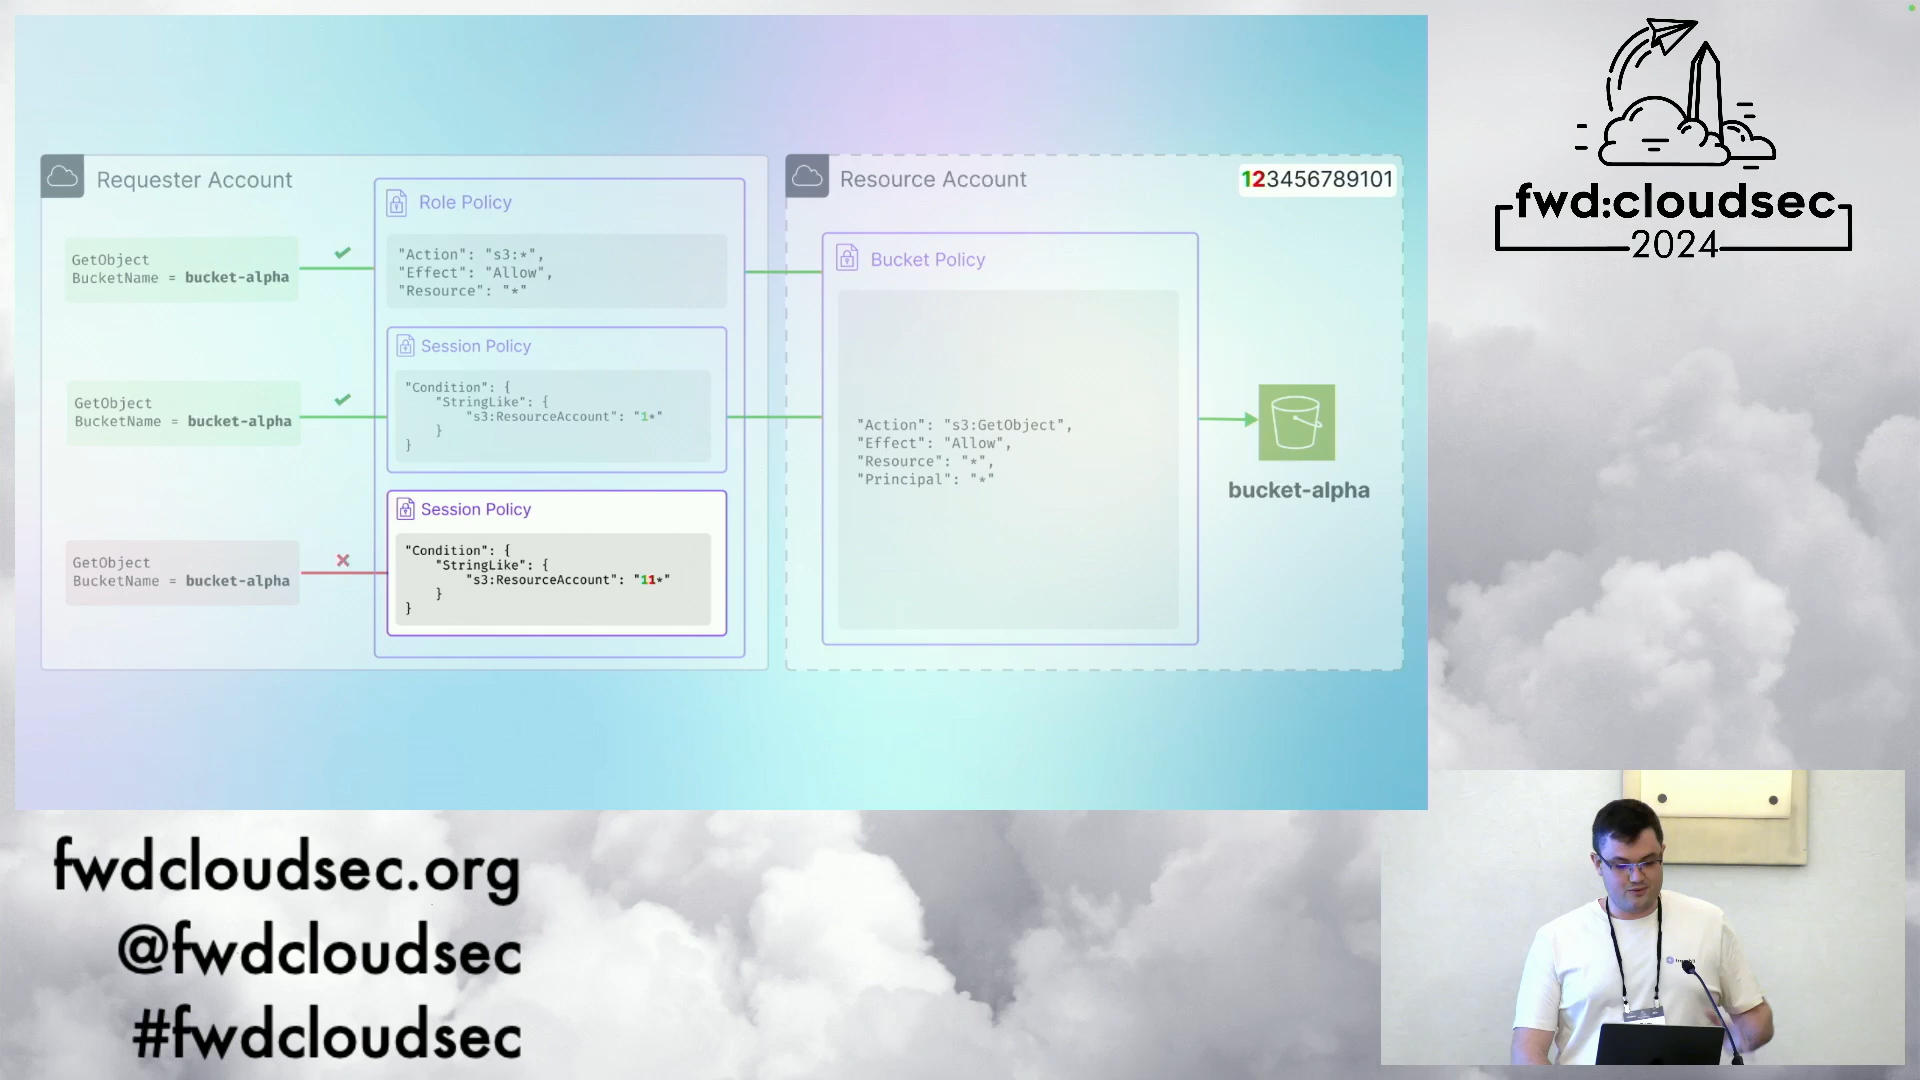 Requester Account
GetObject
BucketName = bucket-alpha
GetObject
BucketName = bucket-alpha
GetObject
BucketName = bucket-alpha
Role Policy
"Action": "s3:*",
"Effect": "Allow",
"Resource": "*"
Session Policy
"Condition": {
"StringLike": {
"s3:ResourceAccount": "1*"
}
}
Session Policy
"Condition": {
"StringLike": {
"s3:ResourceAccount": "11*"
}
}
Resource Account
123456789101
Bucket Policy
"Action": "s3:GetObject",
"Effect": "Allow",
"Resource": "*",
"Principal": "*"
bucket-alpha
fwd:cloudsec
2024
fwdcloudsec.org
@fwdcloudsec
#fwdcloudsec